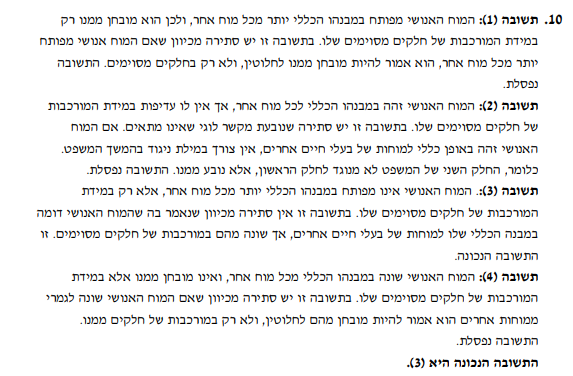 10. תשובה (1): המוח האנושי מפותח במבנהו הכללי יותר מכל מוח אחר, ולכן הוא מובחן ממנו רק
במידת המורכבות של חלקים מסוימים שלו. בתשובה זו יש סתירה מכיוון שאם המוח אנושי מפותח
יותר מכל מוח אחר, הוא אמור להיות מובחן ממנו לחלוטין, ולא רק בחלקים מסוימים. התשובה
נפסלת.
תשובה (2): המוח האנושי זהה במבנהו הכללי לכל מוח אחר, אך אין לו עדיפות במידת המורכבות
של חלקים מסוימים שלו. בתשובה זו יש סתירה שנובעת מקשר לוגי שאינו מתאים. אם המוח
האנושי זהה באופן כללי למוחות של בעלי חיים אחרים, אין צורך במילת ניגוד בהמשך המשפט.
כלומר, החלק השני של המשפט לא מנוגד לחלק הראשון, אלא נובע ממנו. התשובה נפסלת.
תשובה (3):. המוח האנושי אינו מפותח במבנהו הכללי יותר מכל מוח אחר, אלא רק במידת
המורכבות של חלקים מסוימים שלו. בתשובה זו אין סתירה מכיוון שנאמר בה שהמוח האנושי דומה
במבנה הכללי שלו למוחות של בעלי חיים אחרים, אך שונה מהם במורכבות של חלקים מסוימים. זו
התשובה הנכונה.
תשובה (4): המוח האנושי שונה במבנהו הכללי מכל מוח אחר, ואינו מובחן ממנו אלא במידת
המורכבות של חלקים מסוימים שלו. בתשובה זו יש סתירה מכיוון שאם המוח האנושי שונה לגמרי
ממוחות אחרים הוא אמור להיות מובחן מהם לחלוטין, ולא רק במורכבות של חלקים ממנו.
התשובה נפסלת.
התשובה הנכונה היא (3).